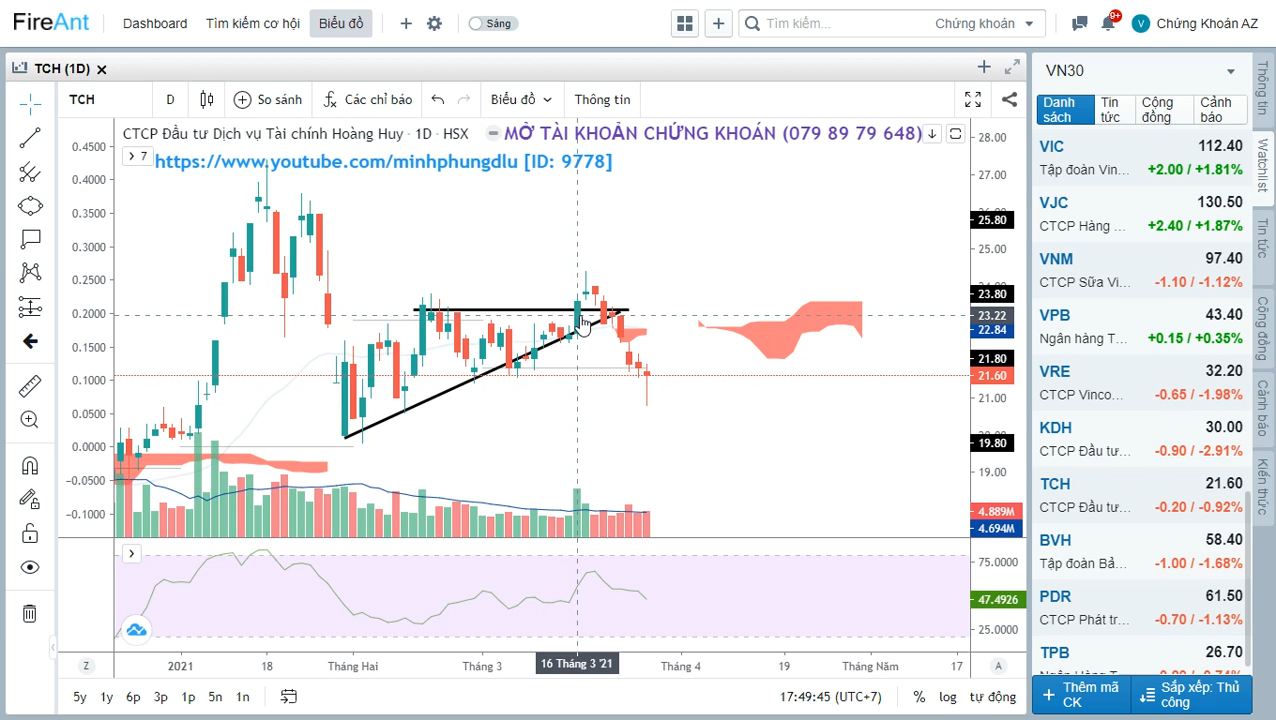 FireAnt
Dashboard
Tìm kiếm cơ hội
Biểu đồ
Sáng
Tìm kiếm...
Chứng khoán
9+
V
Chứng Khoán AZ
TCH (1D)
TCH
D
So sánh
Các chỉ báo
Biểu đồ
Thông tin
CTCP Đầu tư Dịch vụ Tài chính Hoàng Huy · 1D · HSX
MỞ TÀI KHOẢN CHỨNG KHOÁN (079 89 79 648)
7
https://www.youtube.com/minhphungdlu [ID: 9778]
0.4500
0.4000
0.3500
0.3000
0.2500
0.2000
0.1500
0.1000
0.0500
0.0000
-0.0500
-0.1000
28.00
27.00
25.80
25.00
23.80
23.22
22.84
21.80
21.60
21.00
19.80
19.00
4.889M
4.694M
75.0000
47.4926
25.0000
Z
2021
18
Tháng Hai
Tháng 3
16 Tháng 3 '21
Tháng 4
19
Tháng Năm
17
A
5y
1y
6p
3p
1p
5n
1n
17:49:45 (UTC+7)
%
log
tự động
VN30
Danh sách
Tin tức
Cộng đồng
Cảnh báo
VIC 112.40
Tập đoàn Vin... +2.00 / +1.81%
VJC 130.50
CTCP Hàng ... +2.40 / +1.87%
VNM 97.40
CTCP Sữa Vi... -1.10 / -1.12%
VPB 43.40
Ngân hàng T... +0.15 / +0.35%
VRE 32.20
CTCP Vinco... -0.65 / -1.98%
KDH 30.00
CTCP Đầu tư... -0.90 / -2.91%
TCH 21.60
CTCP Đầu tư... -0.20 / -0.92%
BVH 58.40
Tập đoàn Bả... -1.00 / -1.68%
PDR 61.50
CTCP Phát tr... -0.70 / -1.13%
TPB 26.70
Thêm mã CK
Sắp xếp: Thủ công
Thông tin
Watchlist
Tin tức
Cộng đồng
Cảnh báo
Kiến thức